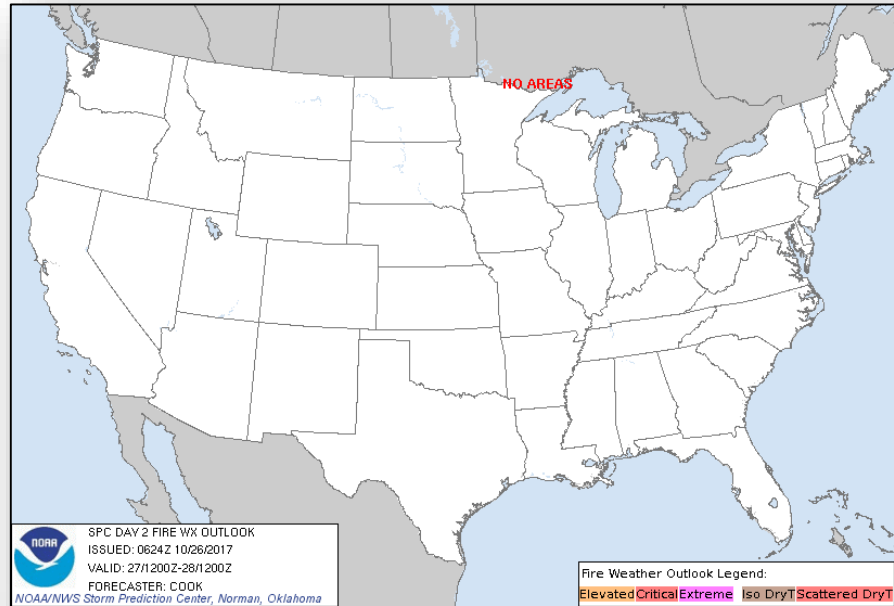 NO AREAS
NOAA
SPC DAY 2 FIRE WX OUTLOOK
ISSUED: 0624Z 10/26/2017
VALID: 27/1200Z-28/1200Z
FORECASTER: COOK
NOAA/NWS Storm Prediction Center, Norman, Oklahoma
Fire Weather Outlook Legend:
Elevated Critical Extreme Iso DryT Scattered DryT